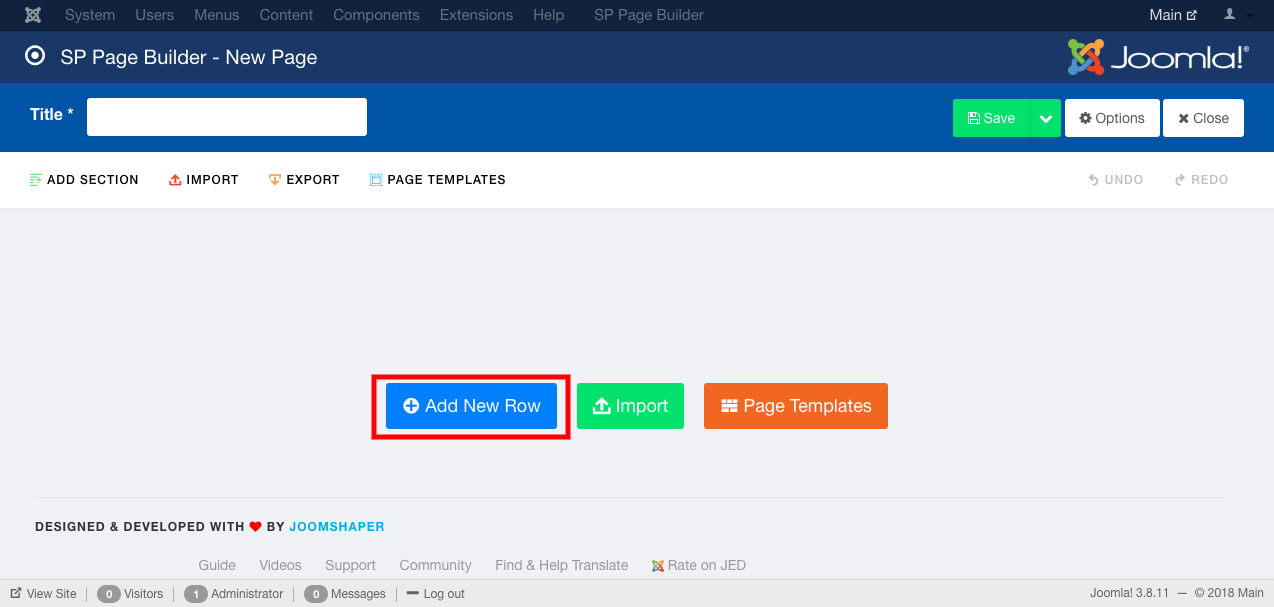 System Users Menus Content Components Extensions Help SP Page Builder Main
SP Page Builder - New Page Joomla!®
Title * Save Options Close
ADD SECTION IMPORT EXPORT PAGE TEMPLATES UNDO REDO
Add New Row Import Page Templates
DESIGNED & DEVELOPED WITH ❤ BY JOOMSHAPER
Guide Videos Support Community Find & Help Translate Rate on JED
View Site 0 Visitors 1 Administrator 0 Messages Log out Joomla! 3.8.11 — © 2018 Main